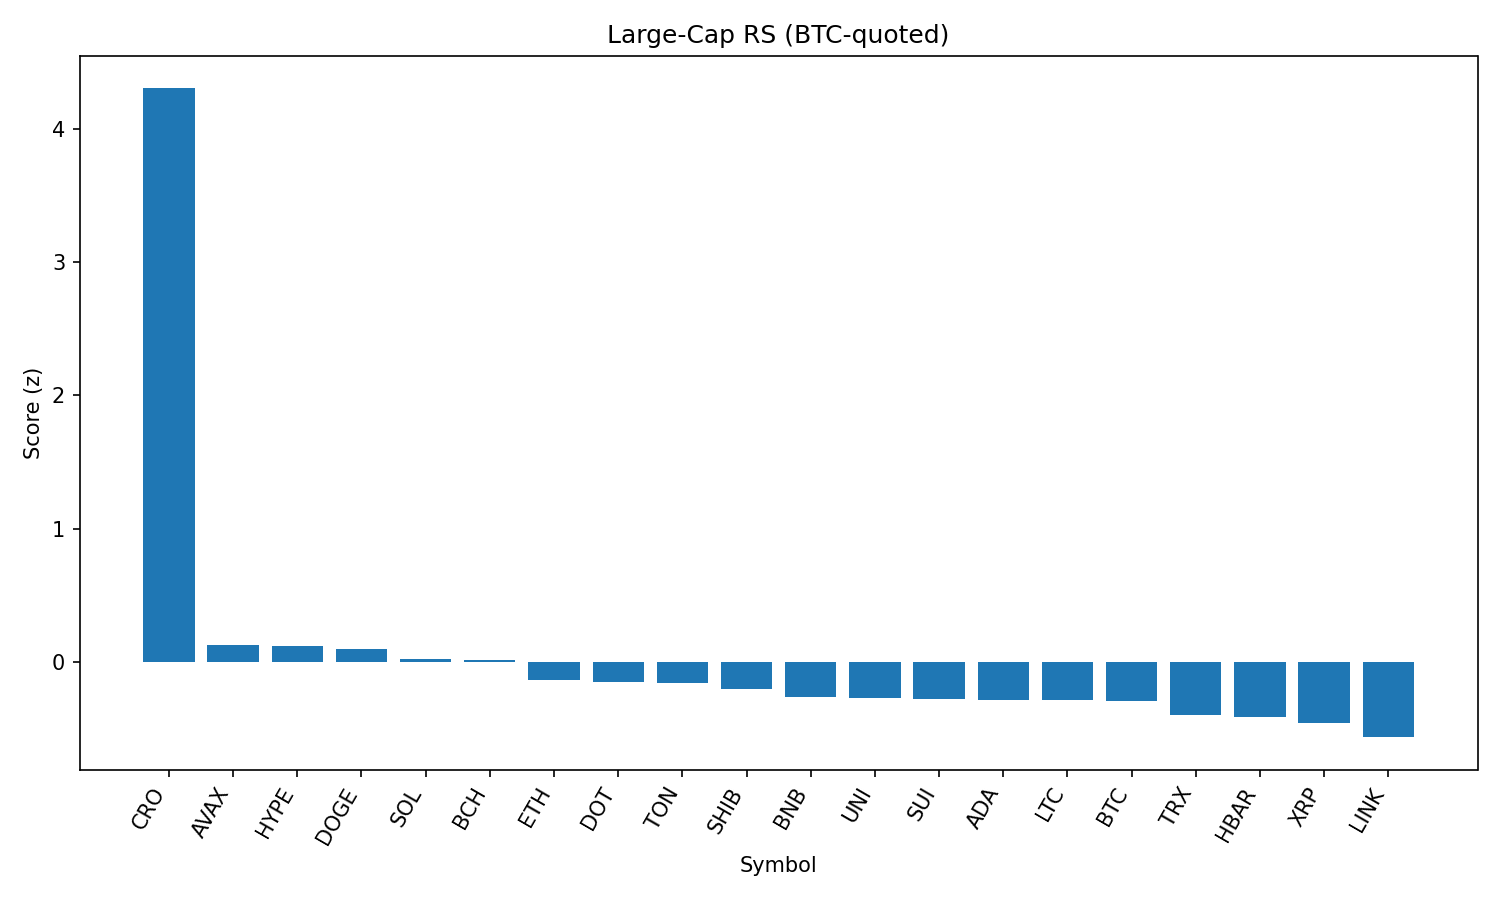 Large-Cap RS (BTC-quoted)
Score (z)
4
3
2
1
0
CRO
AVAX
HYPE
DOGE
SOL
BCH
ETH
DOT
TON
SHIB
BNB
UNI
SUI
ADA
LTC
BTC
TRX
HBAR
XRP
LINK
Symbol